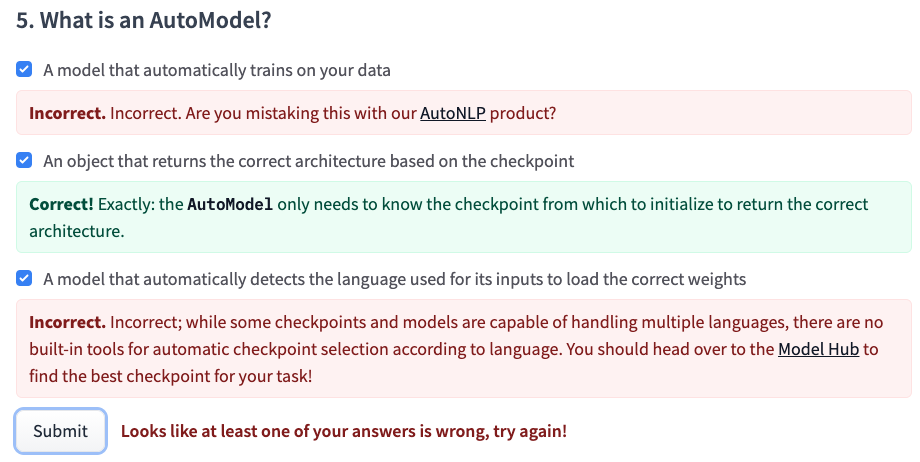 5. What is an AutoModel?
A model that automatically trains on your data
Incorrect. Incorrect. Are you mistaking this with our AutoNLP product?
An object that returns the correct architecture based on the checkpoint
Correct! Exactly: the AutoModel only needs to know the checkpoint from which to initialize to return the correct
architecture.
A model that automatically detects the language used for its inputs to load the correct weights
Incorrect. Incorrect; while some checkpoints and models are capable of handling multiple languages, there are no
built-in tools for automatic checkpoint selection according to language. You should head over to the Model Hub to
find the best checkpoint for your task!
Submit
Looks like at least one of your answers is wrong, try again!